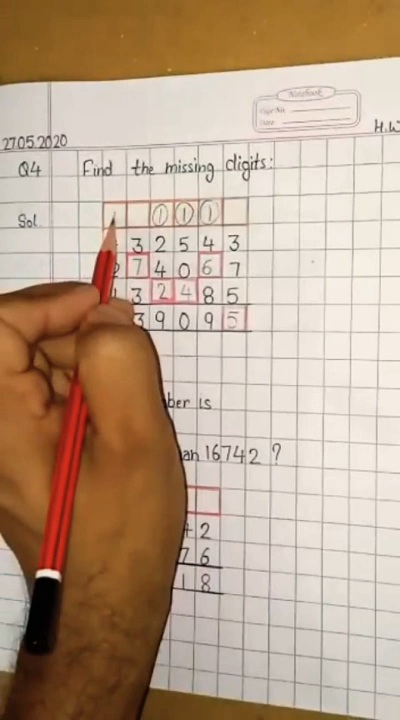 Notebook
27.05.2020
H.W
Q4 Find the missing digits:
Sol
1 1 1
3 2 5 4 3
7 4 0 6 7
3 2 4 8 5
3 9 0 9 5
ber is
an 16742 ?
2
7 6
1 8